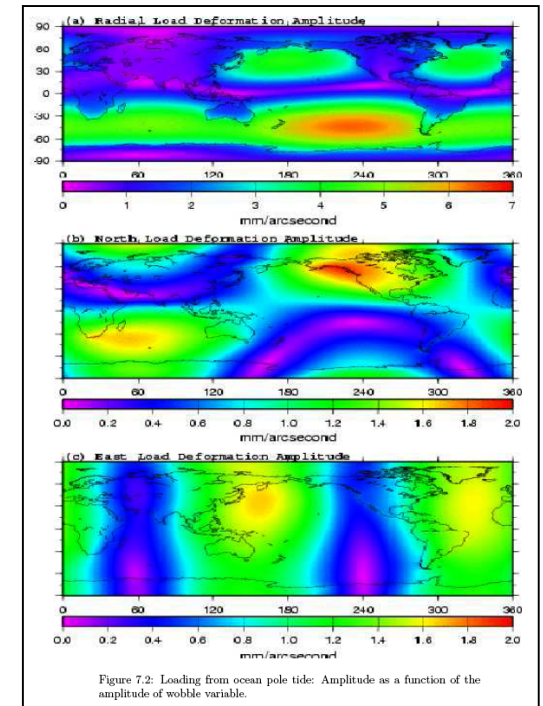 (a) Radial Load Deformation Amplitude
90
60
30
0
-30
-60
-90
0 60 120 180 240 300 360
0 1 2 3 4 5 6 7
mm/arcsecond
(b) North Load Deformation Amplitude
0 60 120 180 240 300 360
0.0 0.2 0.4 0.6 0.8 1.0 1.2 1.4 1.6 1.8 2.0
mm/arcsecond
(c) East Load Deformation Amplitude
0 60 120 180 240 300 360
0.0 0.2 0.4 0.6 0.8 1.0 1.2 1.4 1.6 1.8 2.0
mm/arcsecond
Figure 7.2: Loading from ocean pole tide: Amplitude as a function of the
amplitude of wobble variable.